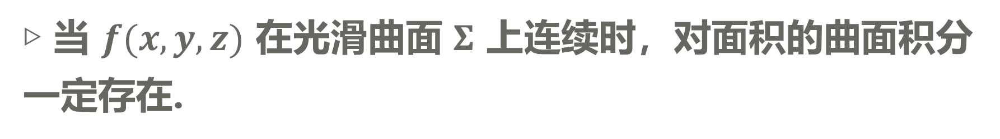 ▷ 当 f(x, y, z) 在光滑曲面 Σ 上连续时，对面积的曲面积分
一定存在.